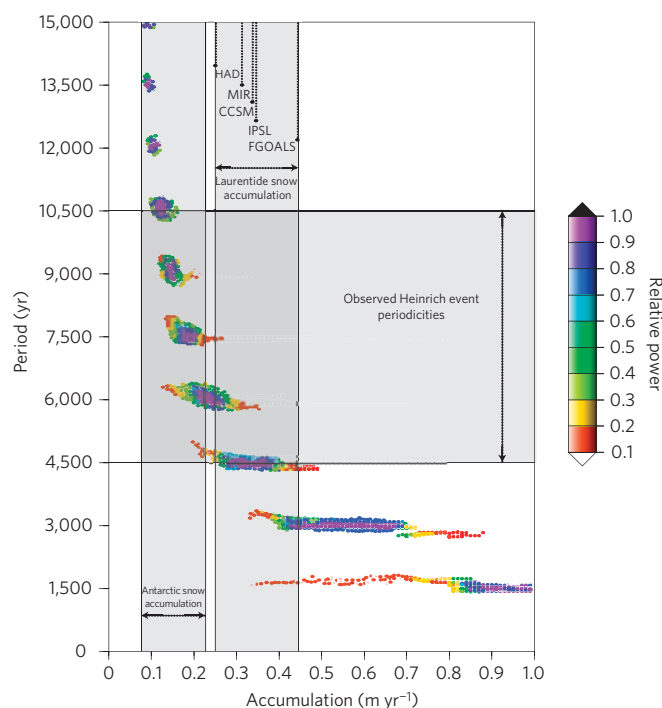 15,000
13,500
12,000
10,500
9,000
7,500
6,000
4,500
3,000
1,500
0
Period (yr)
HAD
MIR
CCSM
IPSL
FGOALS
Laurentide snow
accumulation
Observed Heinrich event
periodicities
Antarctic snow
accumulation
0 0.1 0.2 0.3 0.4 0.5 0.6 0.7 0.8 0.9 1.0
Accumulation (m yr⁻¹)
1.0
0.9
0.8
0.7
0.6
0.5
0.4
0.3
0.2
0.1
Relative power